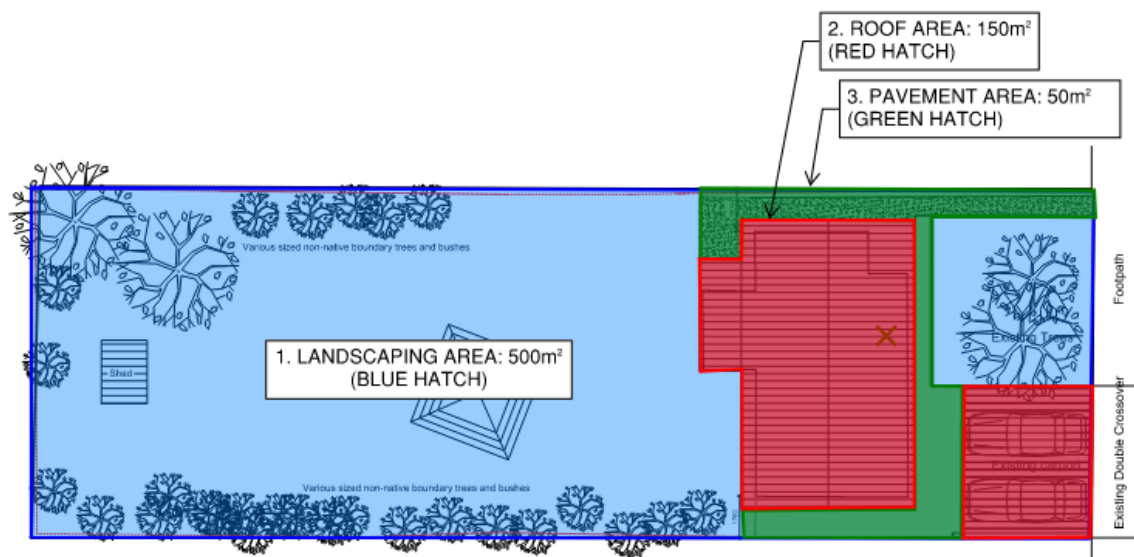 2. ROOF AREA: 150m²
(RED HATCH)
3. PAVEMENT AREA: 50m²
(GREEN HATCH)
Various sized non-native boundary trees and bushes
Footpath
Existing Trees
1. LANDSCAPING AREA: 500m²
(BLUE HATCH)
Shed
Existing Double Crossover
Existing carport
Various sized non-native boundary trees and bushes